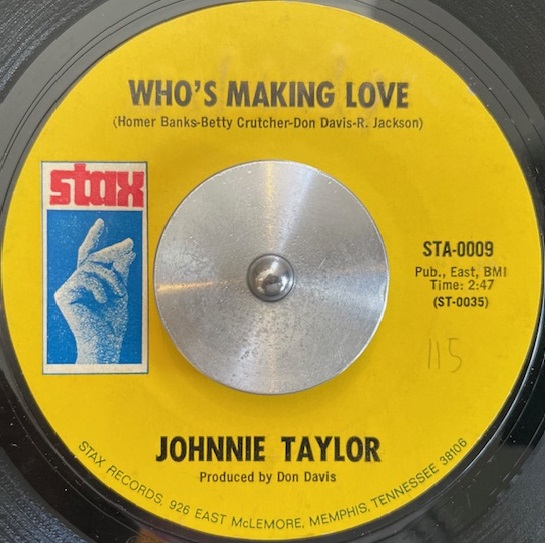 WHO'S MAKING LOVE
(Homer Banks-Betty Crutcher-Don Davis-R. Jackson)
stax
STA-0009
Pub., East, BMI
Time: 2:47
(ST-0035)
115
JOHNNIE TAYLOR
Produced by Don Davis
STAX RECORDS, 926 EAST McLEMORE, MEMPHIS, TENNESSEE 38106